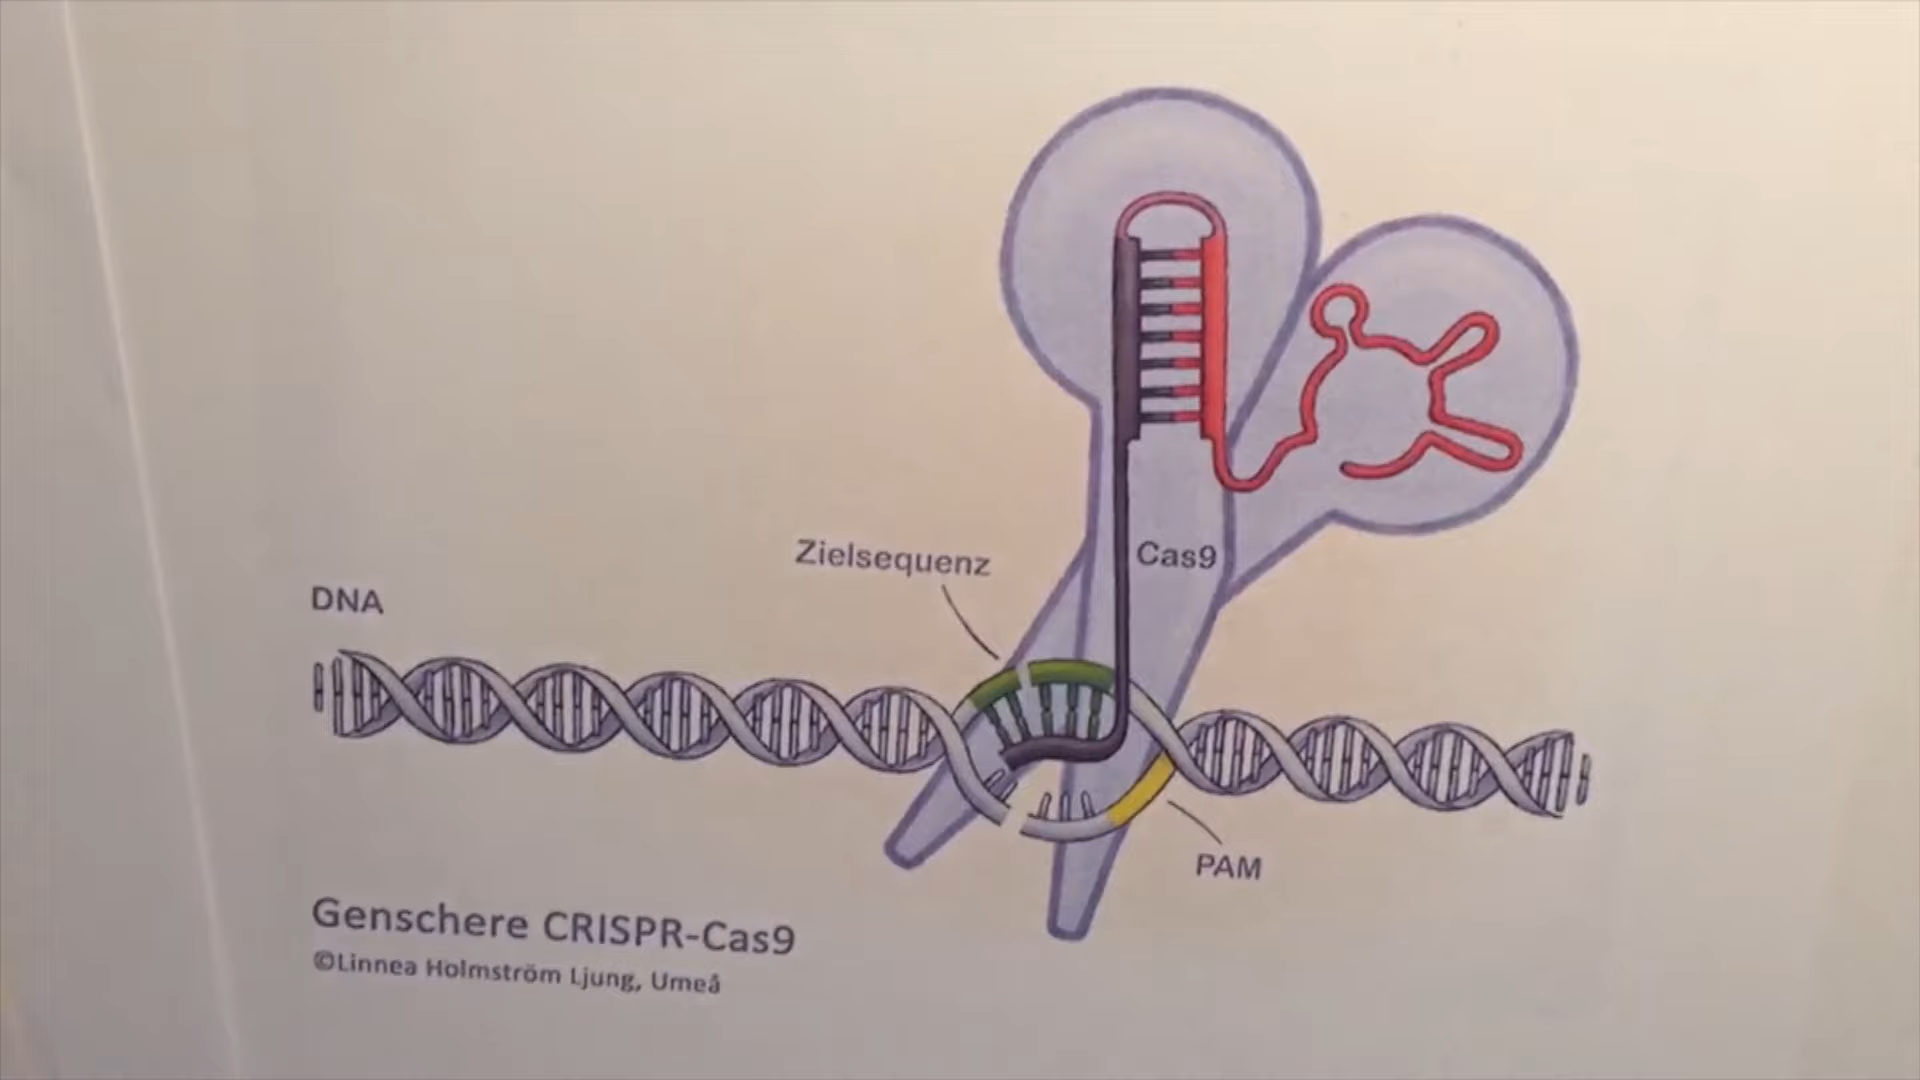 Cas9
Zielsequenz
DNA
PAM
Genschere CRISPR-Cas9
©Linnea Holmström Ljung, Umeå